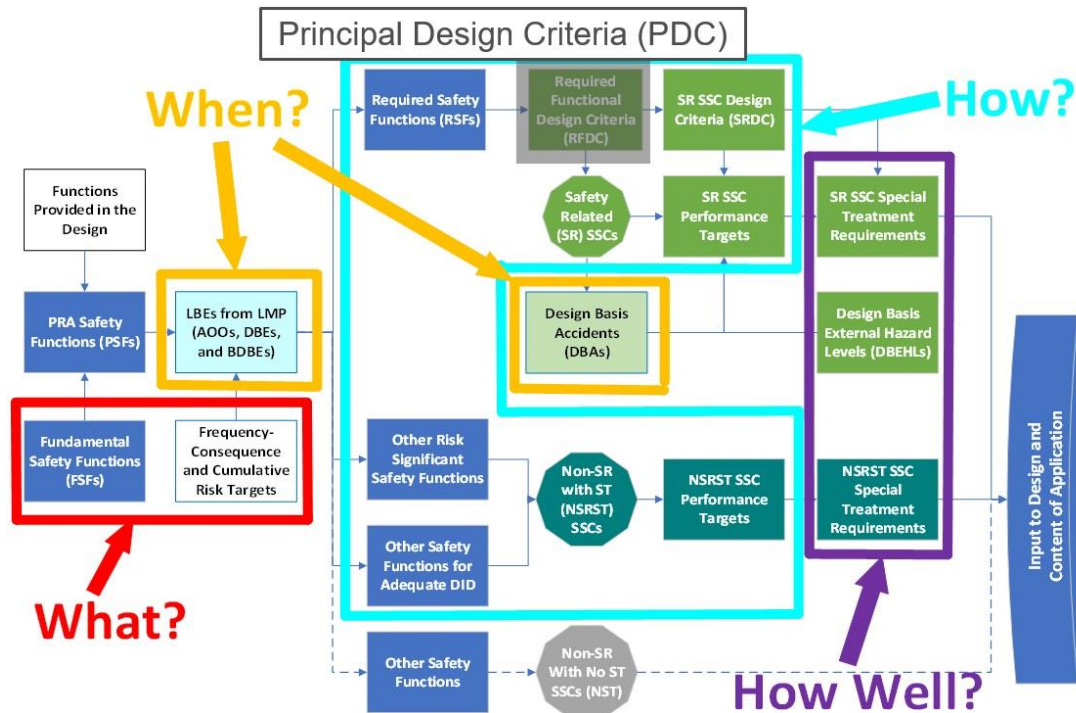 Principal Design Criteria (PDC)
When?
How?
Required Safety
Functions (RSFs)
Required
Functional
Design Criteria
(RFDC)
SR SSC Design
Criteria (SRDC)
Functions
Provided in the
Design
Safety
Related
(SR) SSCs
SR SSC
Performance
Targets
SR SSC Special
Treatment
Requirements
PRA Safety
Functions (PSFs)
LBEs from LMP
(AOOs, DBEs,
and BDBEs)
Design Basis
Accidents
(DBAs)
Design Basis
External Hazard
Levels (DBEHLs)
Fundamental
Safety Functions
(FSFs)
Frequency-
Consequence
and Cumulative
Risk Targets
Other Risk
Significant
Safety Functions
Non-SR
with ST
(NSRST)
SSCs
NSRST SSC
Performance
Targets
NSRST SSC
Special
Treatment
Requirements
Input to Design and
Content of Application
Other Safety
Functions for
Adequate DID
What?
Other Safety
Functions
Non-SR
With No ST
SSCs (NST)
How Well?